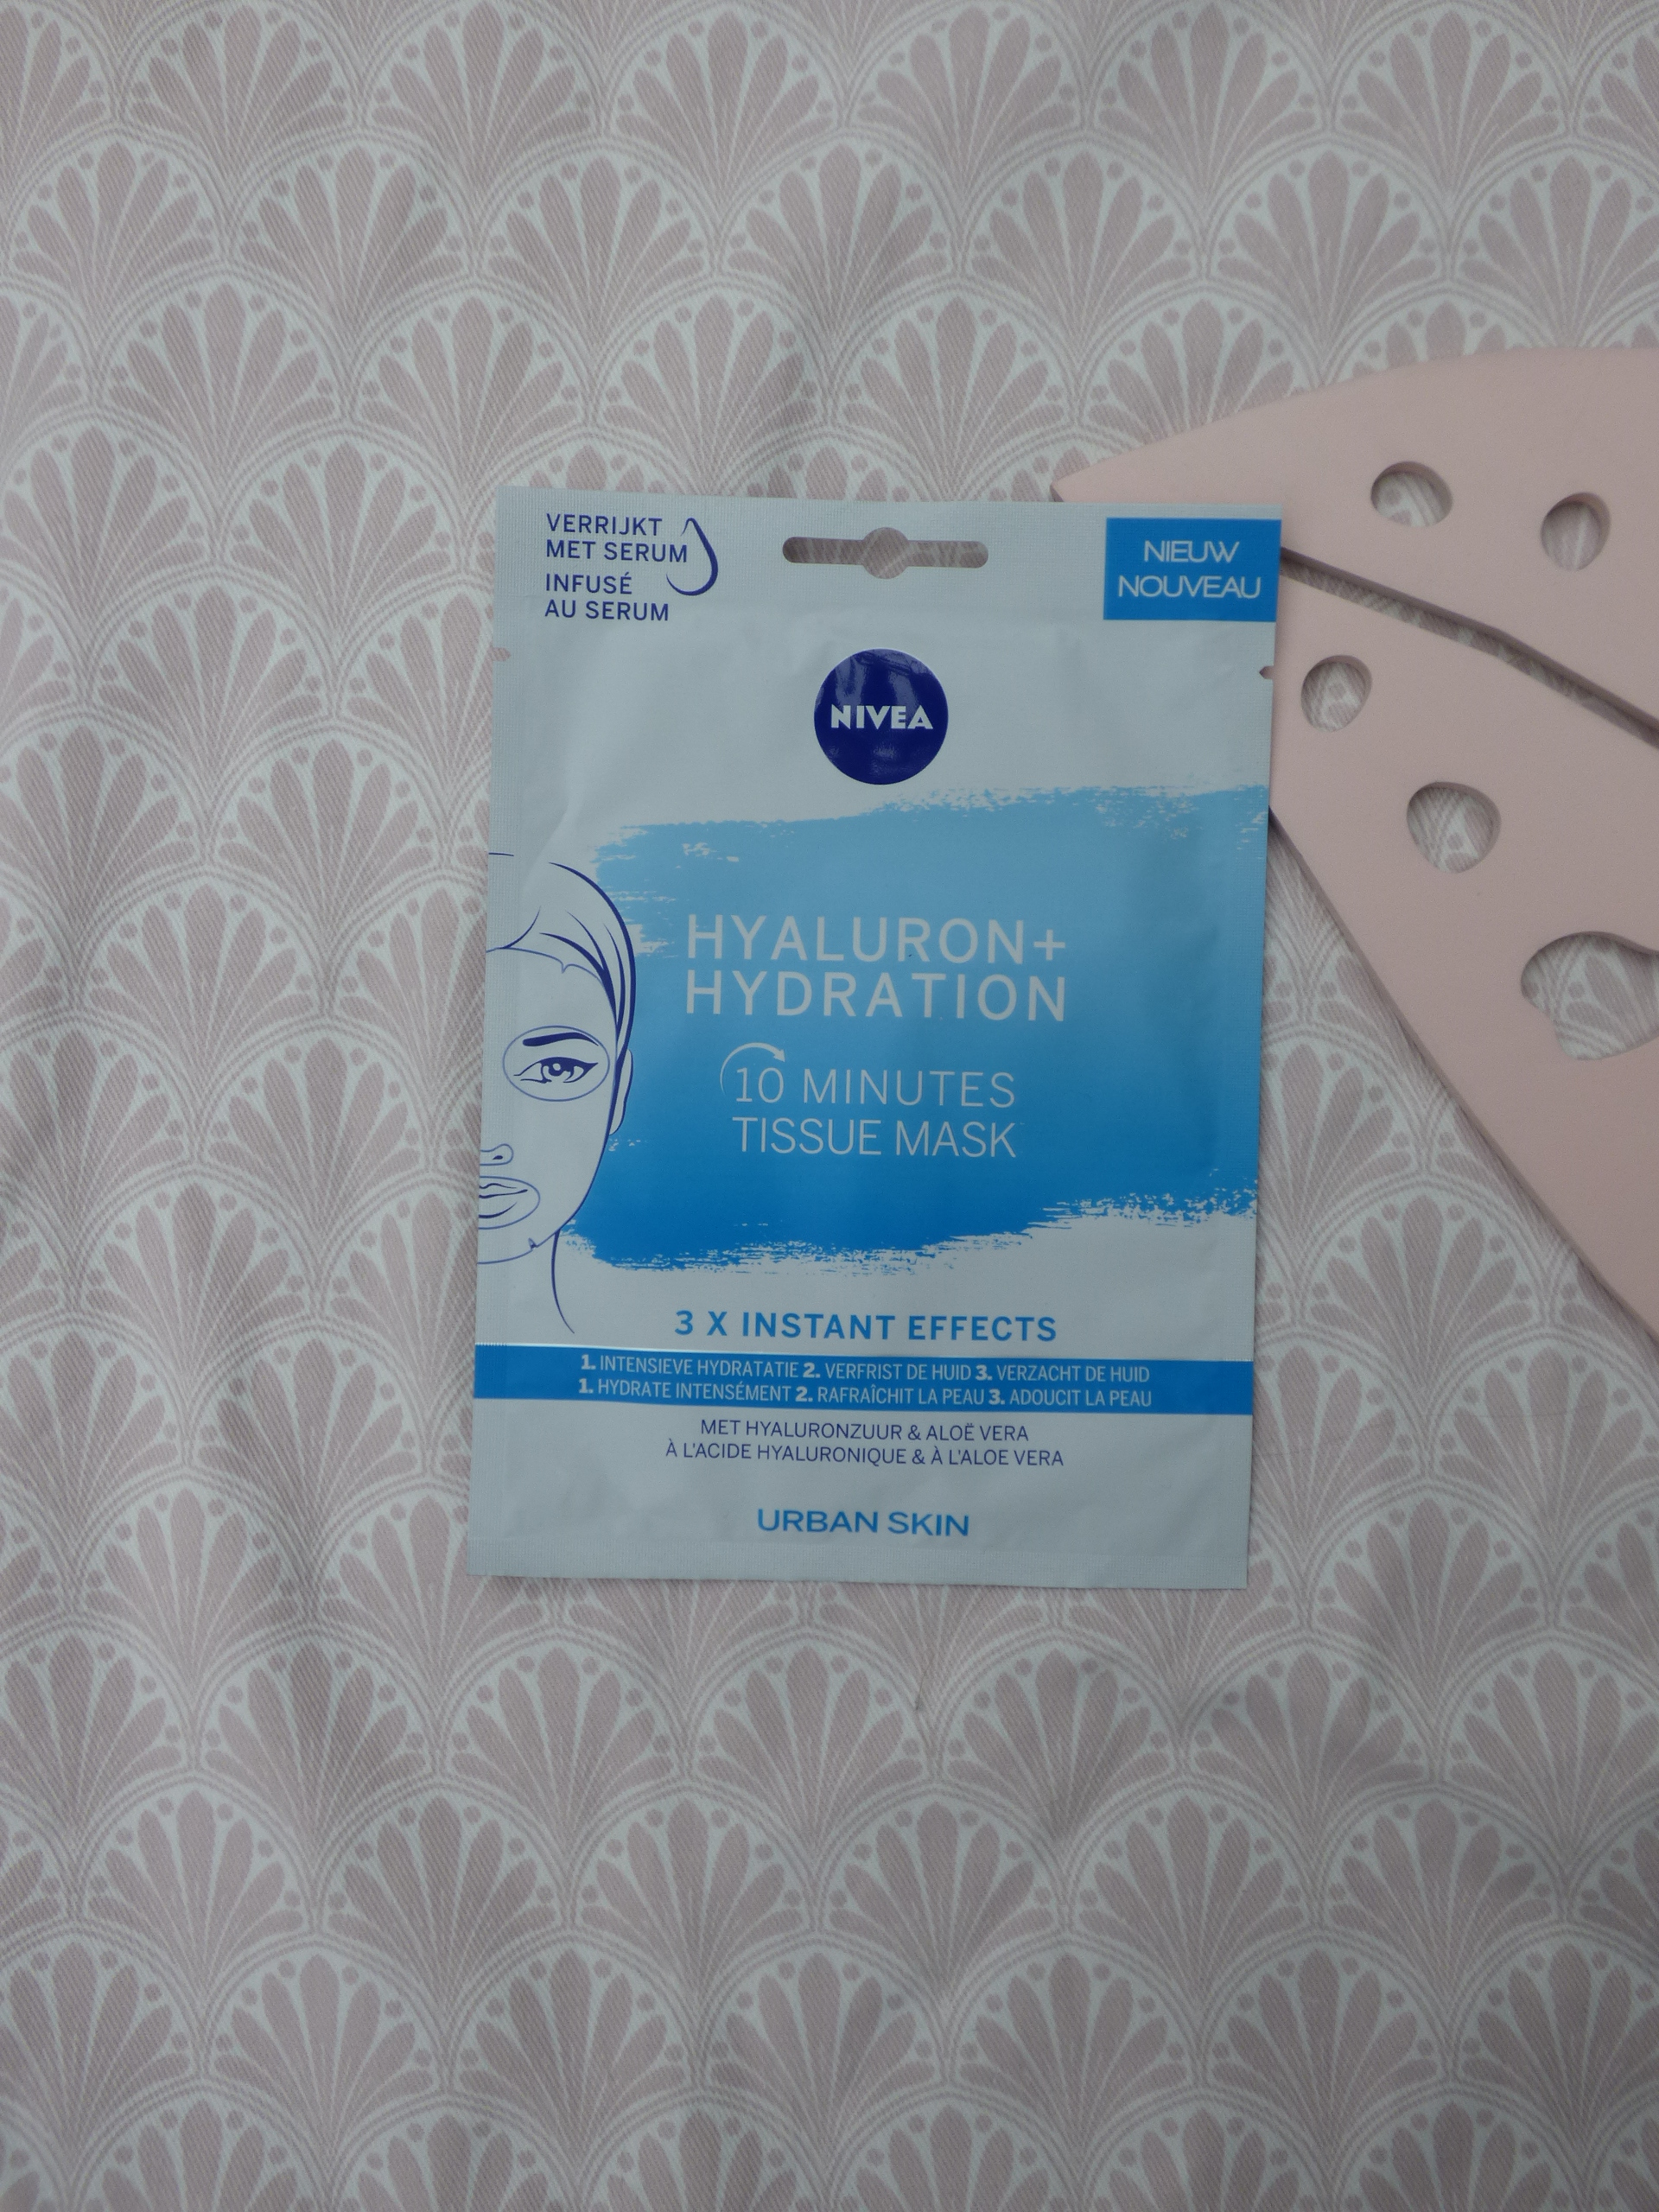 VERRIJKT
MET SERUM
INFUSÉ
AU SERUM
NIEUW
NOUVEAU
NIVEA
HYALURON+
HYDRATION
10 MINUTES
TISSUE MASK
3 X INSTANT EFFECTS
1. INTENSIEVE HYDRATATIE 2. VERFRIST DE HUID 3. VERZACHT DE HUID
1. HYDRATE INTENSÉMENT 2. RAFRAÎCHIT LA PEAU 3. ADOUCIT LA PEAU
MET HYALURONZUUR & ALOË VERA
À L'ACIDE HYALURONIQUE & À L'ALOE VERA
URBAN SKIN